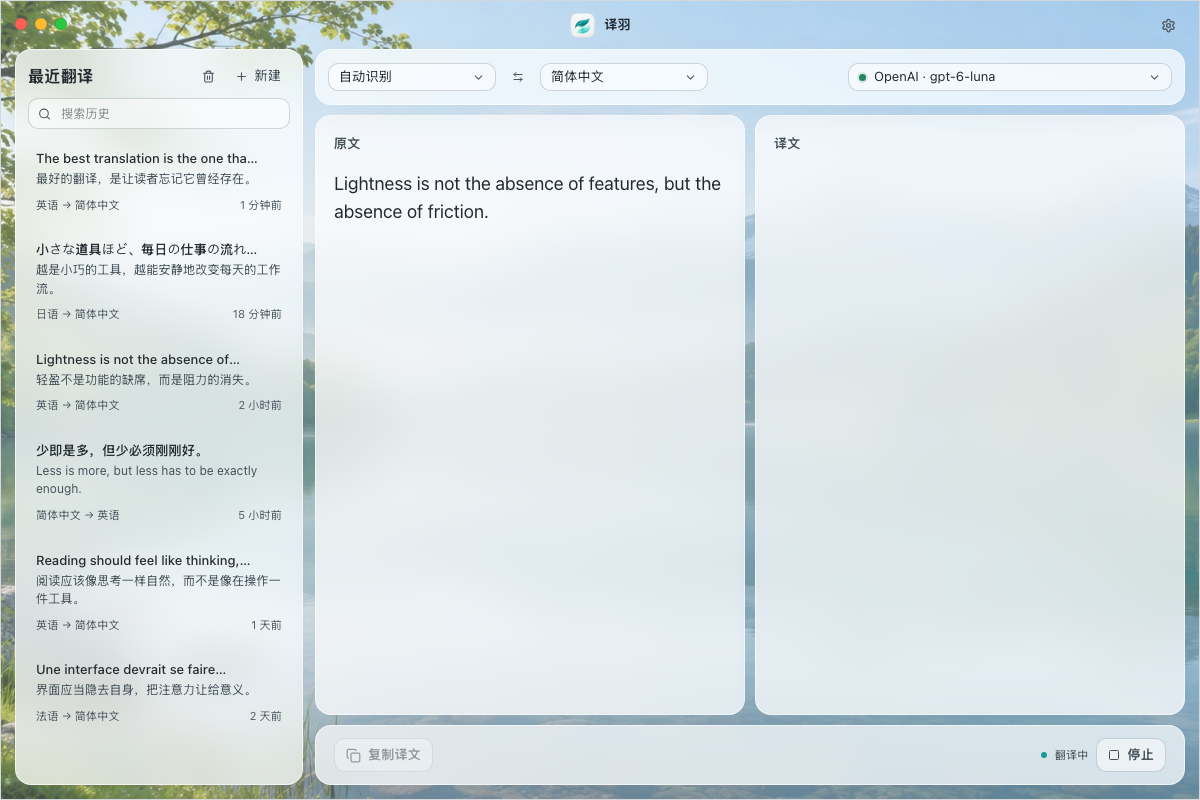 译羽
最近翻译
新建
搜索历史
The best translation is the one tha...
最好的翻译，是让读者忘记它曾经存在。
英语 → 简体中文
1 分钟前
小さな道具ほど、毎日の仕事の流れ...
越是小巧的工具，越能安静地改变每天的工作
流。
日语 → 简体中文
18 分钟前
Lightness is not the absence of...
轻盈不是功能的缺席，而是阻力的消失。
英语 → 简体中文
2 小时前
少即是多，但少必须刚刚好。
Less is more, but less has to be exactly
enough.
简体中文 → 英语
5 小时前
Reading should feel like thinking,...
阅读应该像思考一样自然，而不是像在操作一
件工具。
英语 → 简体中文
1 天前
Une interface devrait se faire...
界面应当隐去自身，把注意力让给意义。
法语 → 简体中文
2 天前
自动识别
简体中文
OpenAI · gpt-6-luna
原文
Lightness is not the absence of features, but the
absence of friction.
译文
复制译文
翻译中
停止